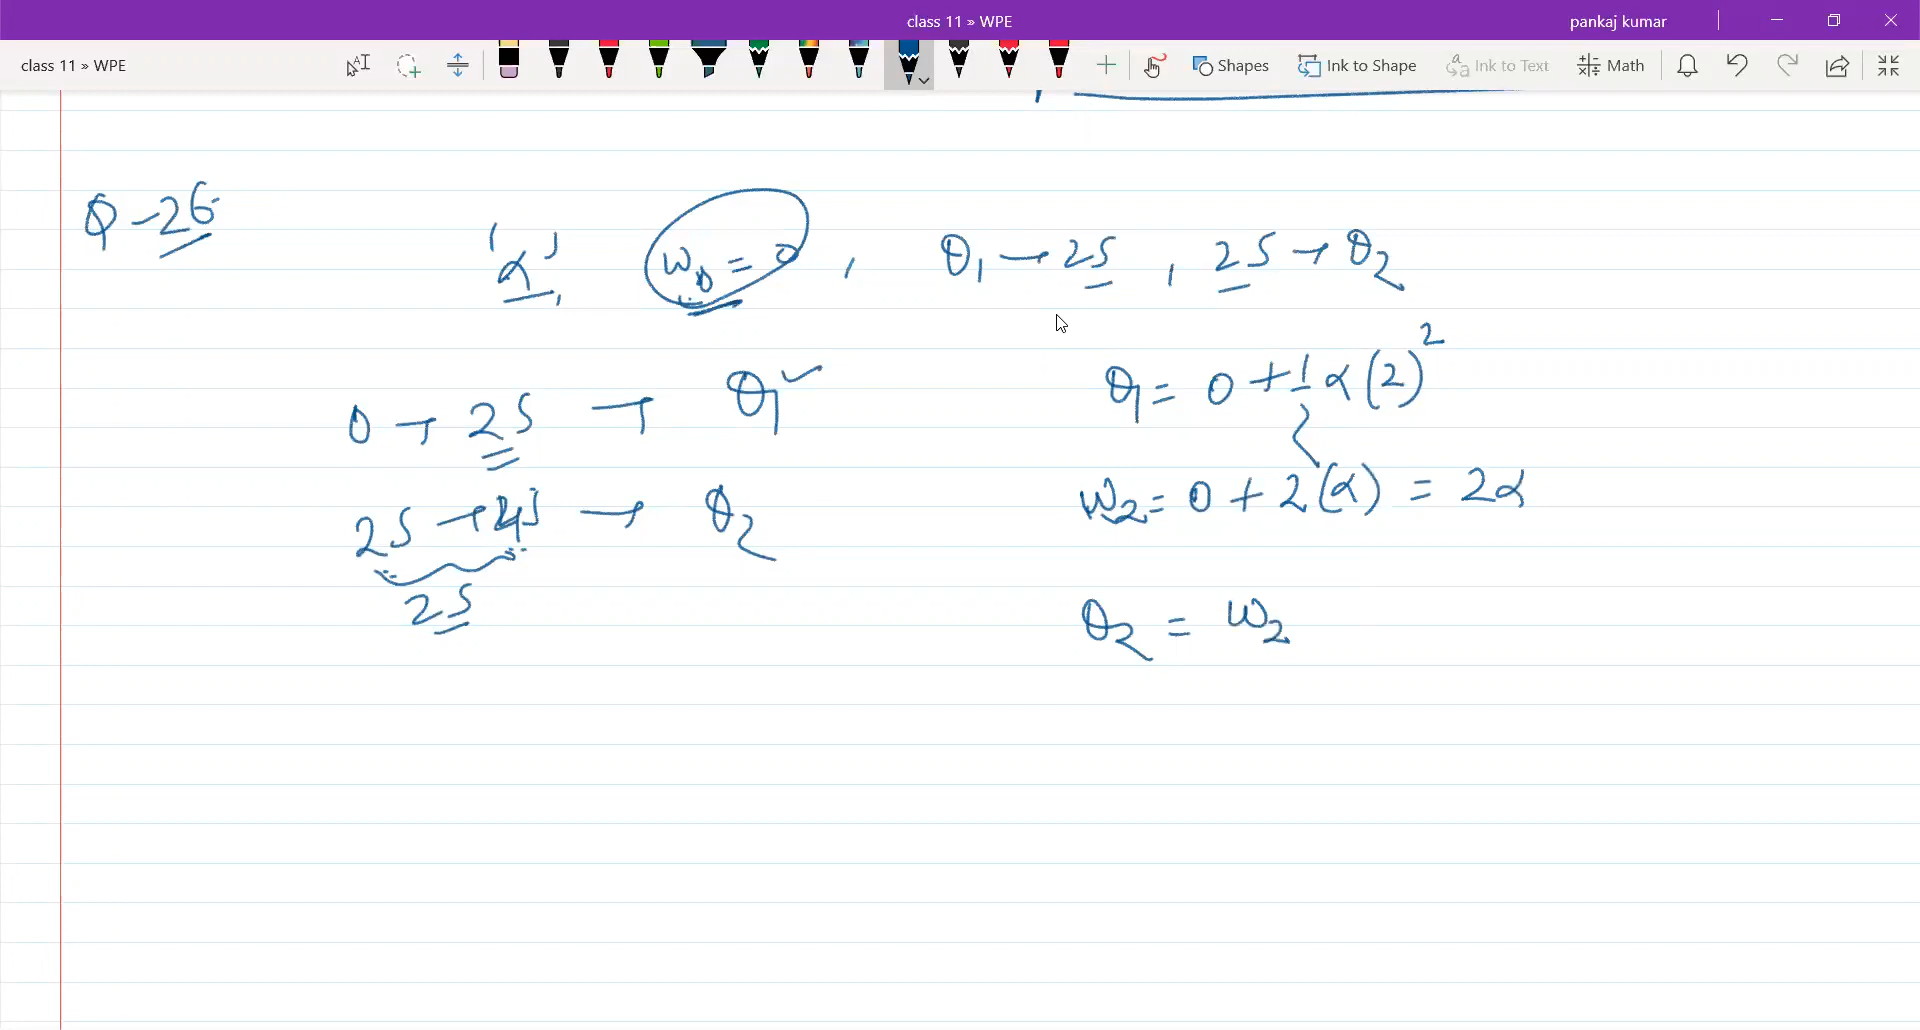 class 11 » WPE
pankaj kumar
class 11 » WPE
Shapes
Ink to Shape
Ink to Text
Math
Q - 26
'α', ω₀ = 0, θ₁ → 2s, 2s → θ₂
0 → 2s → θ₁ ✓
θ₁ = 0 + 1/2 α (2)²
2s → 4s → θ₂
ω₂ = 0 + 2(α) = 2α
2s
θ₂ = ω₂